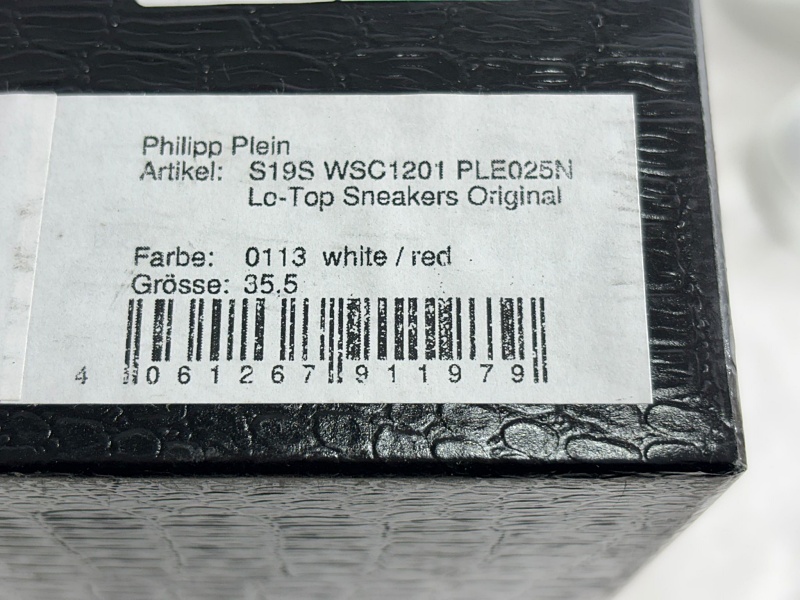 Philipp Plein
Artikel: S19S WSC1201 PLE025N
Lo-Top Sneakers Original
Farbe: 0113 white / red
Grösse: 35,5
4 061267 911979